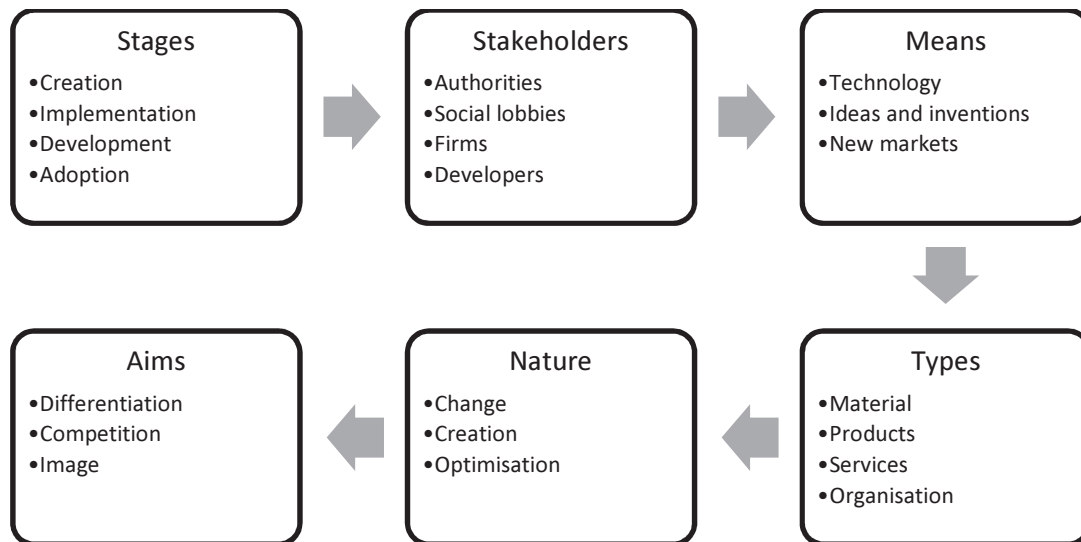 Stages
•Creation
•Implementation
•Development
•Adoption
Stakeholders
•Authorities
•Social lobbies
•Firms
•Developers
Means
•Technology
•Ideas and inventions
•New markets
Types
•Material
•Products
•Services
•Organisation
Nature
•Change
•Creation
•Optimisation
Aims
•Differentiation
•Competition
•Image